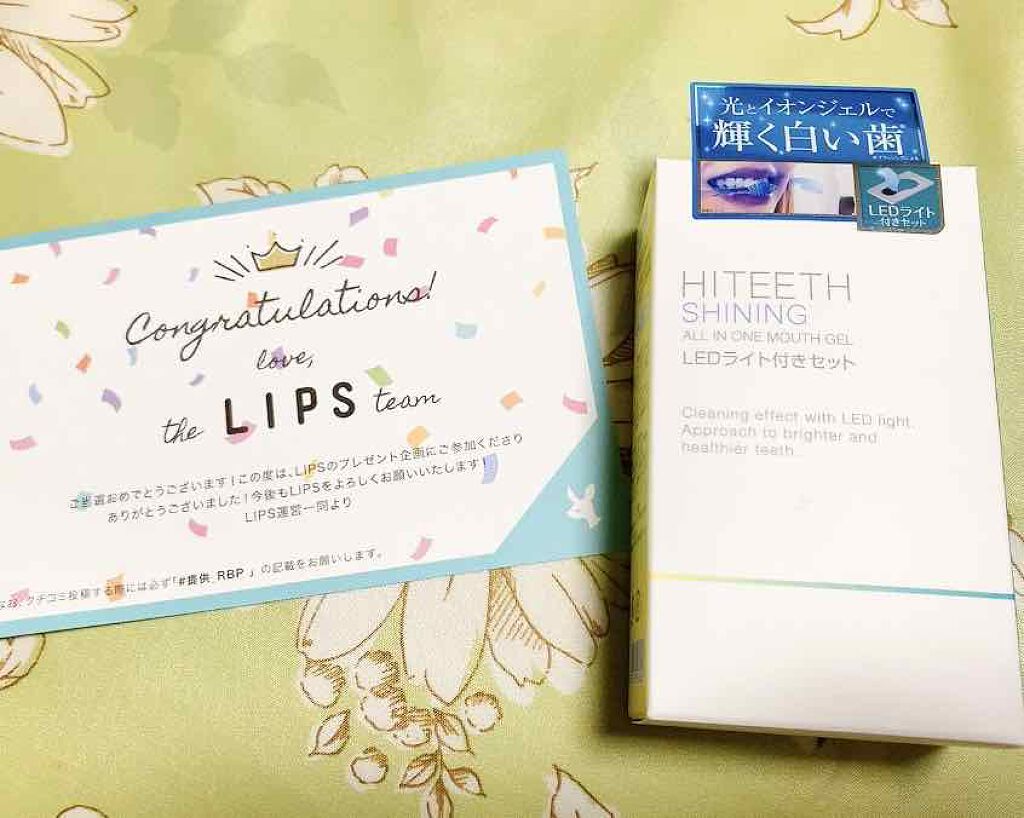 Congratulations!
love,
the LIPS team
ご当選おめでとうございます！この度は、LIPSのプレゼント企画にご参加くださり
ありがとうございました！今後もLIPSをよろしくお願いいたします！
LIPS運営一同より
なお、クチコミ投稿する際には必ず「#提供_RBP 」の記載をお願いします。
光とイオンジェルで
輝く白い歯
LEDライト
付きセット
HITEETH
SHINING
ALL IN ONE MOUTH GEL
LEDライト付きセット
Cleaning effect with LED light.
Approach to brighter and
healthier teeth.